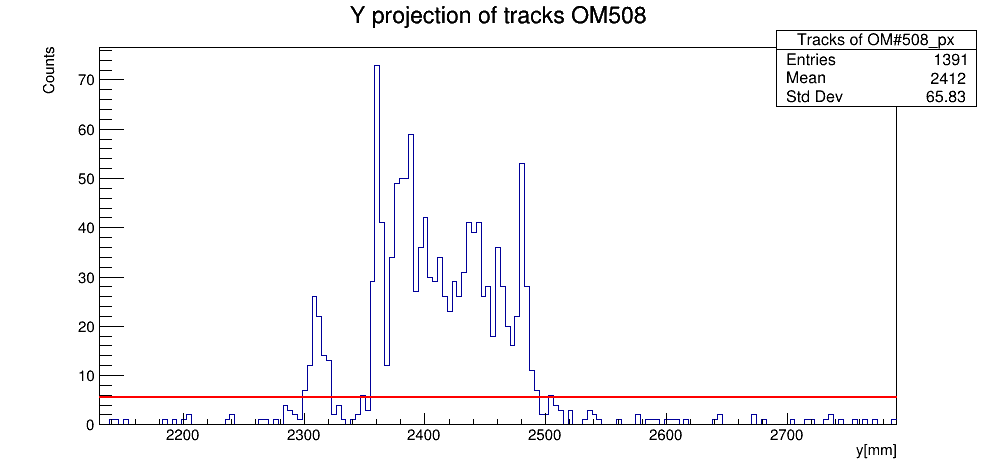 Y projection of tracks OM508
Tracks of OM#508_px
Entries 1391
Mean 2412
Std Dev 65.83
Counts
70
60
50
40
30
20
10
0
2200 2300 2400 2500 2600 2700
y[mm]